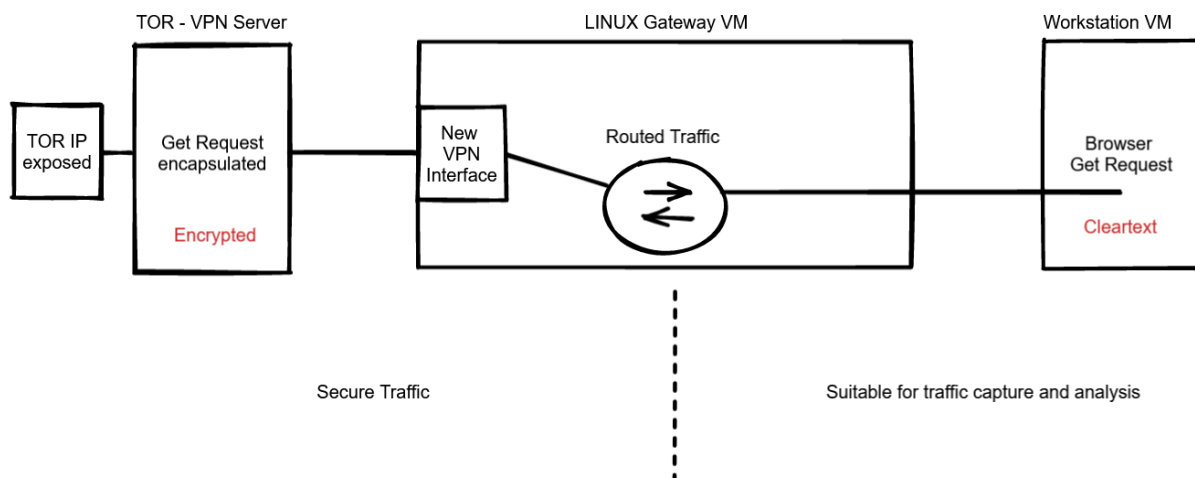 TOR - VPN Server
LINUX Gateway VM
Workstation VM
TOR IP
exposed
Get Request
encapsulated
Encrypted
New
VPN
Interface
Routed Traffic
Browser
Get Request
Cleartext
Secure Traffic
Suitable for traffic capture and analysis